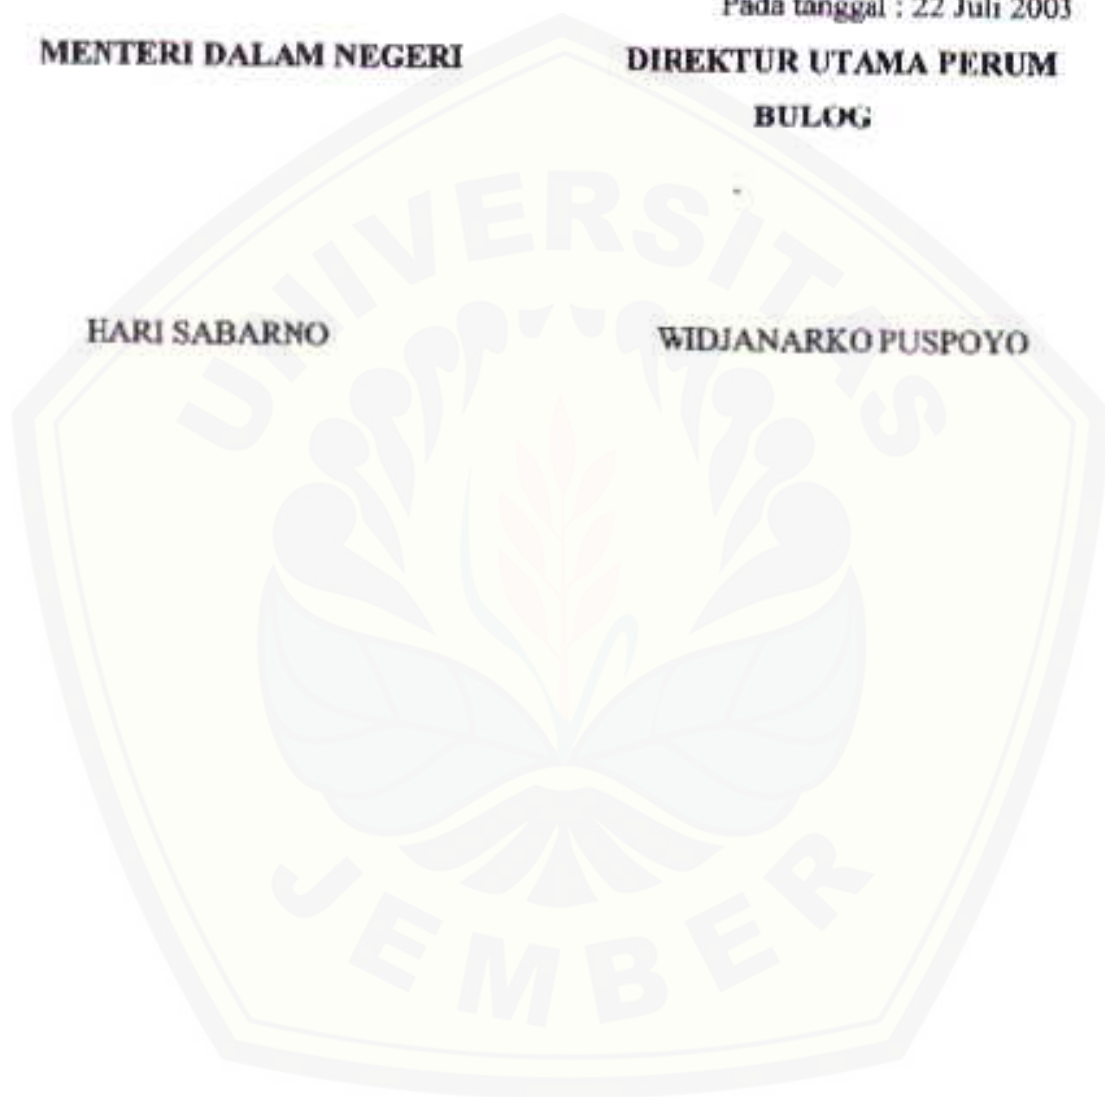 Pada tanggal : 22 Juli 2003
MENTERI DALAM NEGERI
DIREKTUR UTAMA PERUM
BULOG
HARI SABARNO
WIDJANARKO PUSPOYO
UNIVERSITAS
JEMBER